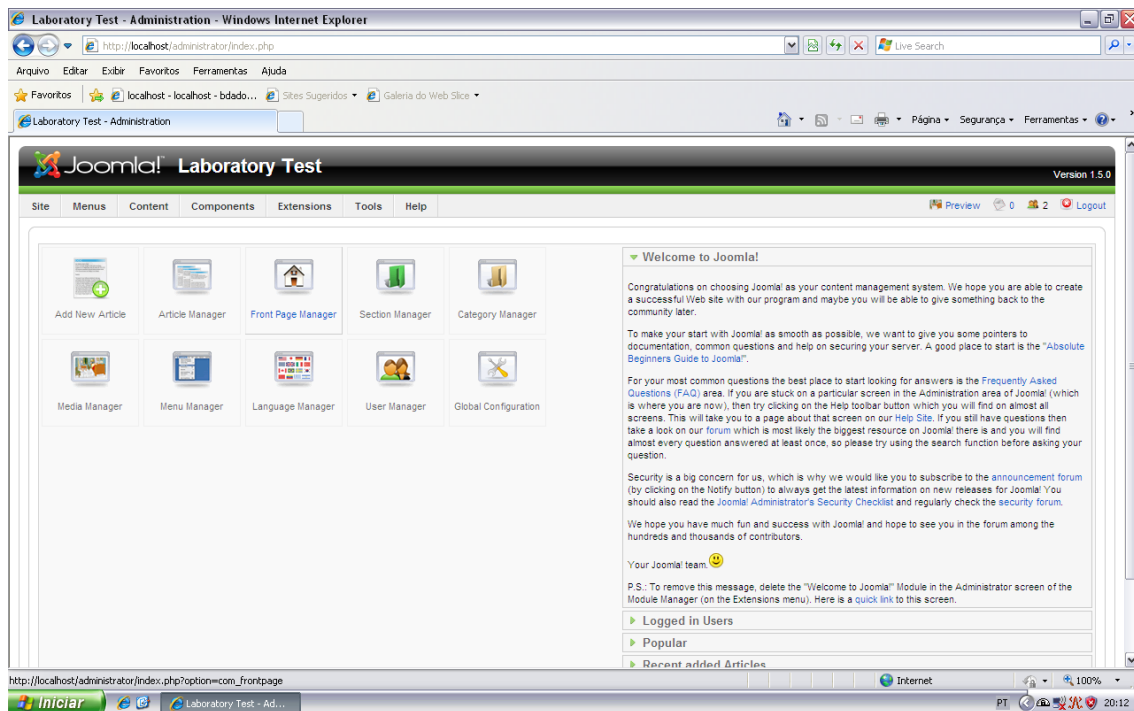 Laboratory Test - Administration - Windows Internet Explorer
http://localhost/administrator/index.php
Live Search
Arquivo Editar Exibir Favoritos Ferramentas Ajuda
Favoritos localhost - localhost - bdado... Sites Sugeridos Galeria do Web Slice
Laboratory Test - Administration
Página Segurança Ferramentas
Joomla! Laboratory Test
Version 1.5.0
Site Menus Content Components Extensions Tools Help
Preview 0 2 Logout
Add New Article Article Manager Front Page Manager Section Manager Category Manager
Media Manager Menu Manager Language Manager User Manager Global Configuration
Welcome to Joomla!
Congratulations on choosing Joomla! as your content management system. We hope you are able to create
a successful Web site with our program and maybe you will be able to give something back to the
community later.
To make your start with Joomla! as smooth as possible, we want to give you some pointers to
documentation, common questions and help on securing your server. A good place to start is the "Absolute
Beginners Guide to Joomla!".
For your most common questions the best place to start looking for answers is the Frequently Asked
Questions (FAQ) area. If you are stuck on a particular screen in the Administration area of Joomla! (which
is where you are now), then try clicking on the Help toolbar button which you will find on almost all
screens. This will take you to a page about that screen on our Help Site. If you still have questions then
take a look on our forum which is most likely the biggest resource on Joomla! there is and you will find
almost every question answered at least once, so please try using the search function before asking your
question.
Security is a big concern for us, which is why we would like you to subscribe to the announcement forum
(by clicking on the Notify button) to always get the latest information on new releases for Joomla! You
should also read the Joomla! Administrator's Security Checklist and regularly check the security forum.
We hope you have much fun and success with Joomla! and hope to see you in the forum among the
hundreds and thousands of contributors.
Your Joomla! team.
P.S.: To remove this message, delete the "Welcome to Joomla!" Module in the Administrator screen of the
Module Manager (on the Extensions menu). Here is a quick link to this screen.
Logged in Users
Popular
Recent added Articles
http://localhost/administrator/index.php?option=com_frontpage
Internet
100%
Iniciar
Laboratory Test - Ad...
PT
20:12